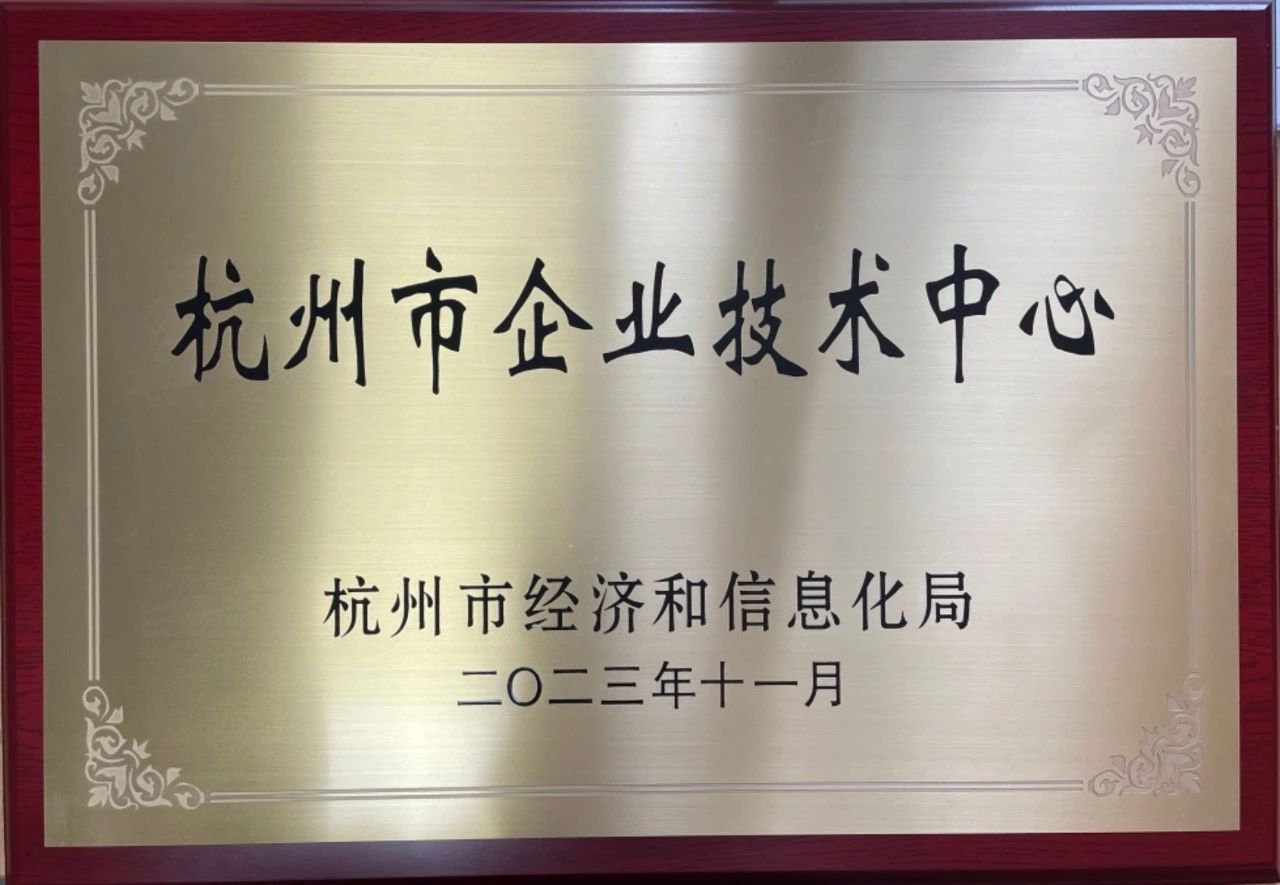 杭州市企业技术中心
杭州市经济和信息化局
二〇二三年十一月